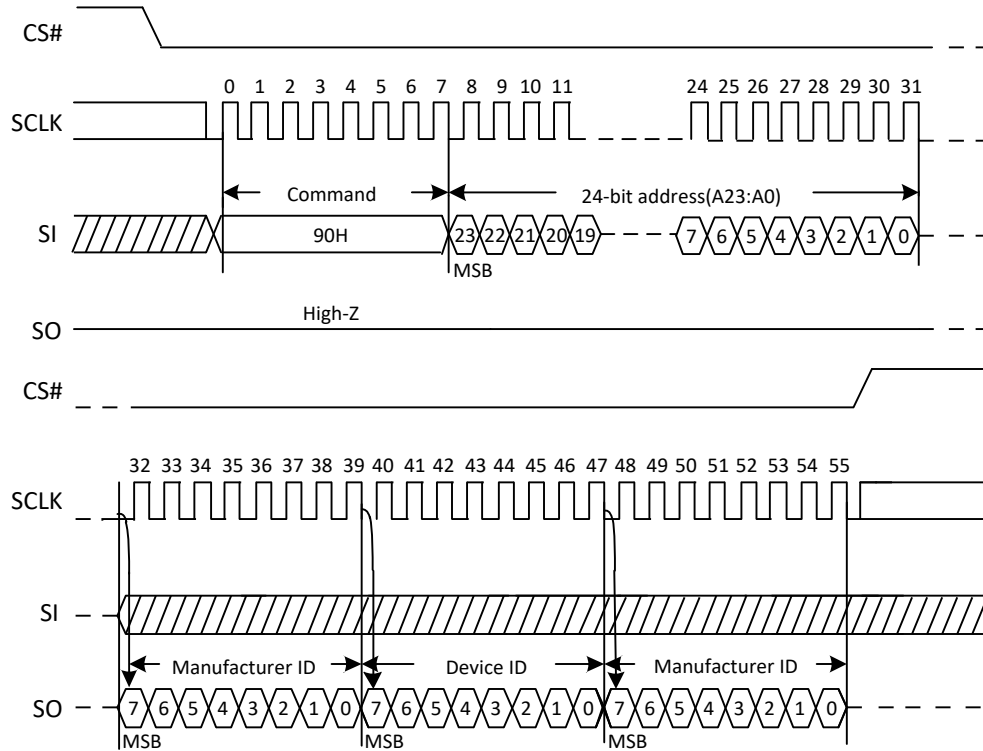 CS#
0 1 2 3 4 5 6 7 8 9 10 11 24 25 26 27 28 29 30 31
SCLK
Command 24-bit address(A23:A0)
SI 90H 23 22 21 20 19 7 6 5 4 3 2 1 0
MSB
High-Z
SO
CS#
32 33 34 35 36 37 38 39 40 41 42 43 44 45 46 47 48 49 50 51 52 53 54 55
SCLK
SI
Manufacturer ID Device ID Manufacturer ID
SO 7 6 5 4 3 2 1 0 7 6 5 4 3 2 1 0 7 6 5 4 3 2 1 0
MSB MSB MSB